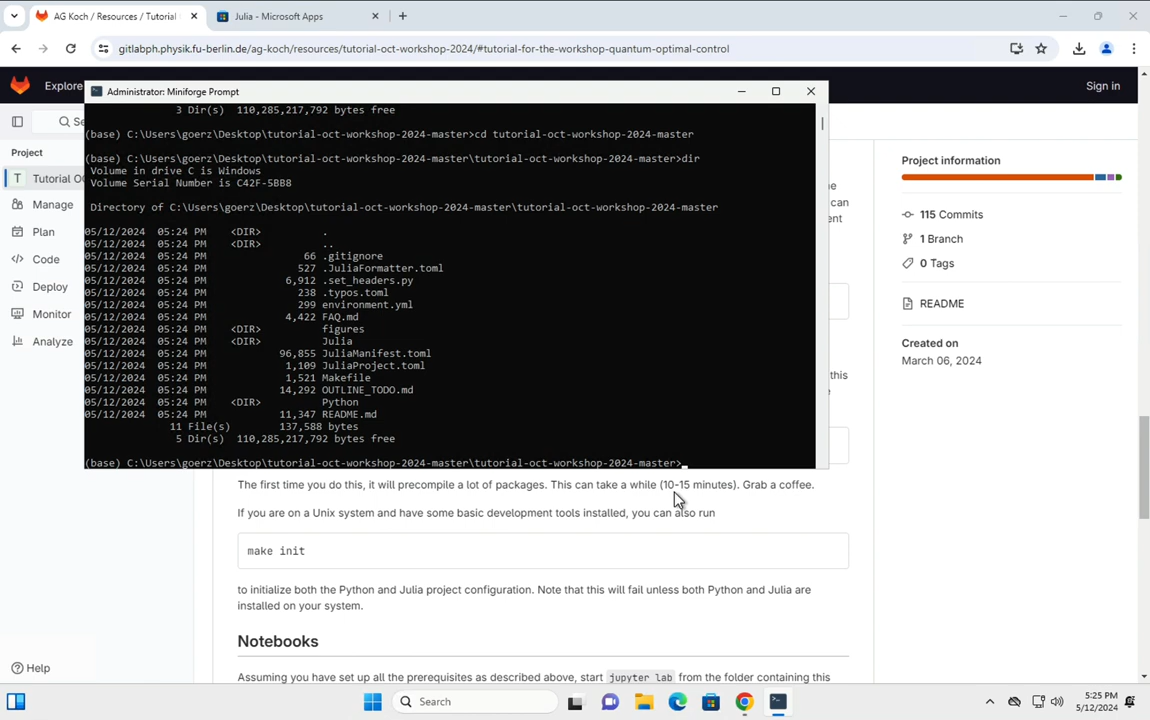 AG Koch / Resources / Tutorial
Julia - Microsoft Apps
gitlabph.physik.fu-berlin.de/ag-koch/resources/tutorial-oct-workshop-2024/#tutorial-for-the-workshop-quantum-optimal-control
Explore
Sign in
Administrator: Miniforge Prompt
3 Dir(s) 110,285,217,792 bytes free
(base) C:\Users\goerz\Desktop\tutorial-oct-workshop-2024-master>cd tutorial-oct-workshop-2024-master
(base) C:\Users\goerz\Desktop\tutorial-oct-workshop-2024-master\tutorial-oct-workshop-2024-master>dir
Volume in drive C is Windows
Volume Serial Number is C42F-5BB8
Directory of C:\Users\goerz\Desktop\tutorial-oct-workshop-2024-master\tutorial-oct-workshop-2024-master
05/12/2024 05:24 PM <DIR> .
05/12/2024 05:24 PM <DIR> ..
05/12/2024 05:24 PM 66 .gitignore
05/12/2024 05:24 PM 527 .JuliaFormatter.toml
05/12/2024 05:24 PM 6,912 .set_headers.py
05/12/2024 05:24 PM 238 .typos.toml
05/12/2024 05:24 PM 299 environment.yml
05/12/2024 05:24 PM 4,422 FAQ.md
05/12/2024 05:24 PM <DIR> figures
05/12/2024 05:24 PM <DIR> Julia
05/12/2024 05:24 PM 96,855 JuliaManifest.toml
05/12/2024 05:24 PM 1,109 JuliaProject.toml
05/12/2024 05:24 PM 1,521 Makefile
05/12/2024 05:24 PM 14,292 OUTLINE_TODO.md
05/12/2024 05:24 PM <DIR> Python
05/12/2024 05:24 PM 11,347 README.md
11 File(s) 137,588 bytes
5 Dir(s) 110,285,217,792 bytes free
(base) C:\Users\goerz\Desktop\tutorial-oct-workshop-2024-master\tutorial-oct-workshop-2024-master>
Se
Project
T Tutorial OC
Manage
Plan
Code
Deploy
Monitor
Analyze
Help
can
ent
this
The first time you do this, it will precompile a lot of packages. This can take a while (10-15 minutes). Grab a coffee.
If you are on a Unix system and have some basic development tools installed, you can also run
make init
to initialize both the Python and Julia project configuration. Note that this will fail unless both Python and Julia are
installed on your system.
Notebooks
Assuming you have set up all the prerequisites as described above, start jupyter lab from the folder containing this
Project information
115 Commits
1 Branch
0 Tags
README
Created on
March 06, 2024
Search
5:25 PM
5/12/2024